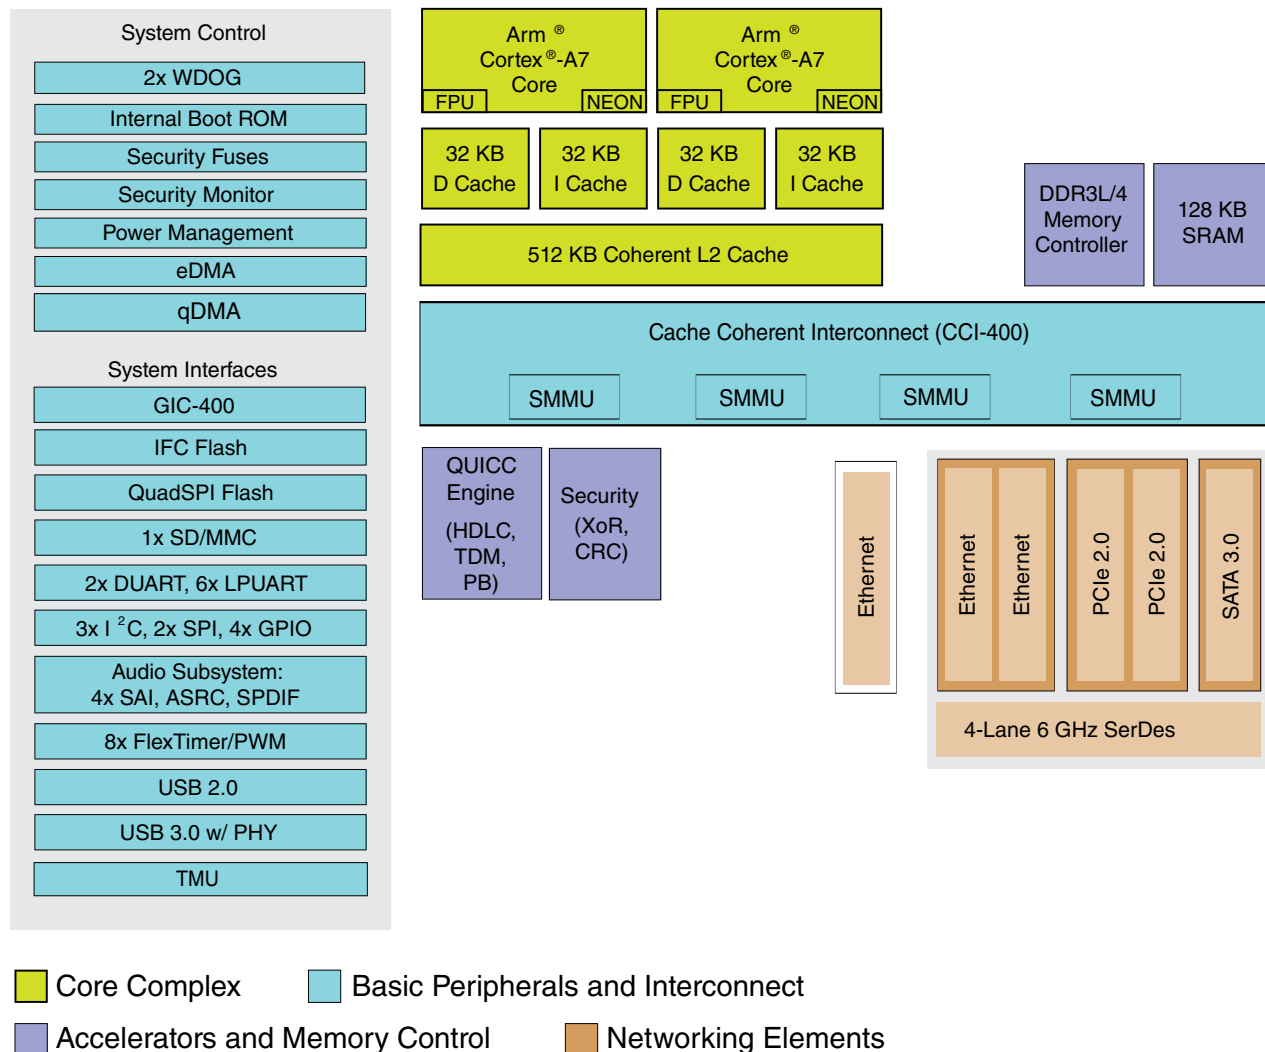 System Control
2x WDOG
Internal Boot ROM
Security Fuses
Security Monitor
Power Management
eDMA
qDMA
System Interfaces
GIC-400
IFC Flash
QuadSPI Flash
1x SD/MMC
2x DUART, 6x LPUART
3x I²C, 2x SPI, 4x GPIO
Audio Subsystem:
4x SAI, ASRC, SPDIF
8x FlexTimer/PWM
USB 2.0
USB 3.0 w/ PHY
TMU
Arm ®
Cortex®-A7
Core
FPU
NEON
Arm ®
Cortex®-A7
Core
FPU
NEON
32 KB
D Cache
32 KB
I Cache
32 KB
D Cache
32 KB
I Cache
512 KB Coherent L2 Cache
DDR3L/4
Memory
Controller
128 KB
SRAM
Cache Coherent Interconnect (CCI-400)
SMMU
SMMU
SMMU
SMMU
QUICC
Engine
(HDLC,
TDM,
PB)
Security
(XoR,
CRC)
Ethernet
Ethernet
Ethernet
PCIe 2.0
PCIe 2.0
SATA 3.0
4-Lane 6 GHz SerDes
Core Complex
Basic Peripherals and Interconnect
Accelerators and Memory Control
Networking Elements